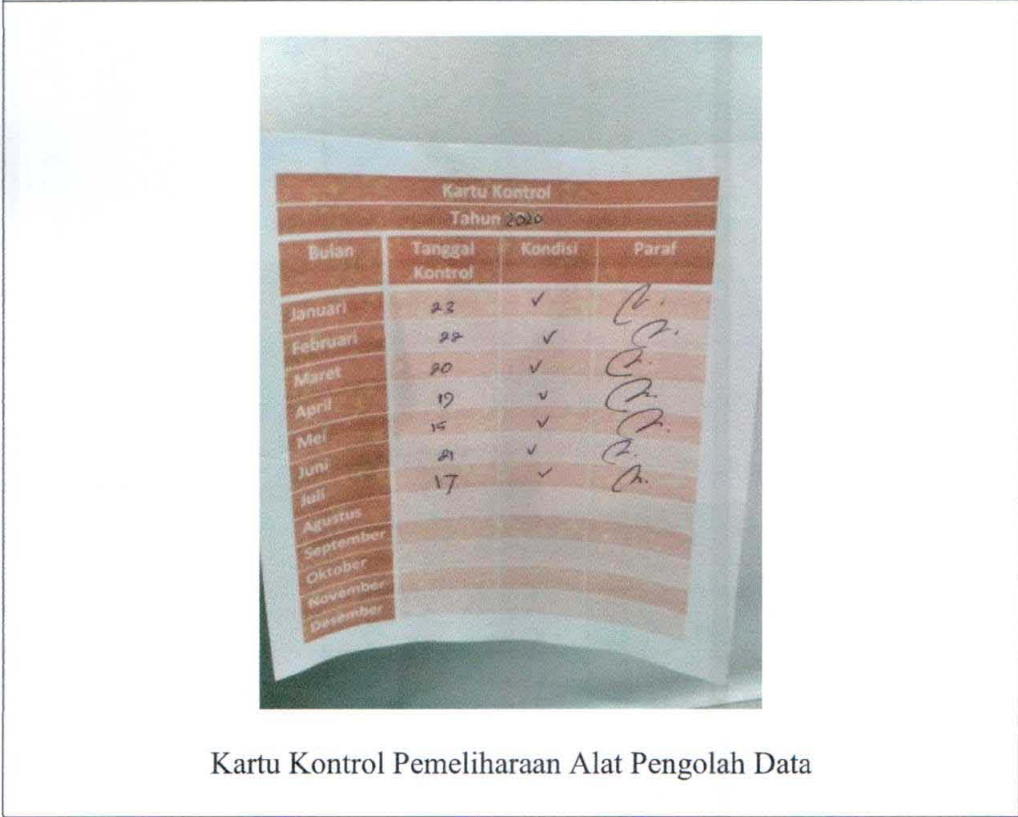 Kartu Kontrol
Tahun 2020
Bulan Tanggal Kontrol Kondisi Paraf
Januari 23 ✓
Februari 22 ✓
Maret 20 ✓
April 19 ✓
Mei 15 ✓
Juni 21 ✓
Juli 17 ✓
Agustus
September
Oktober
November
Desember
Kartu Kontrol Pemeliharaan Alat Pengolah Data